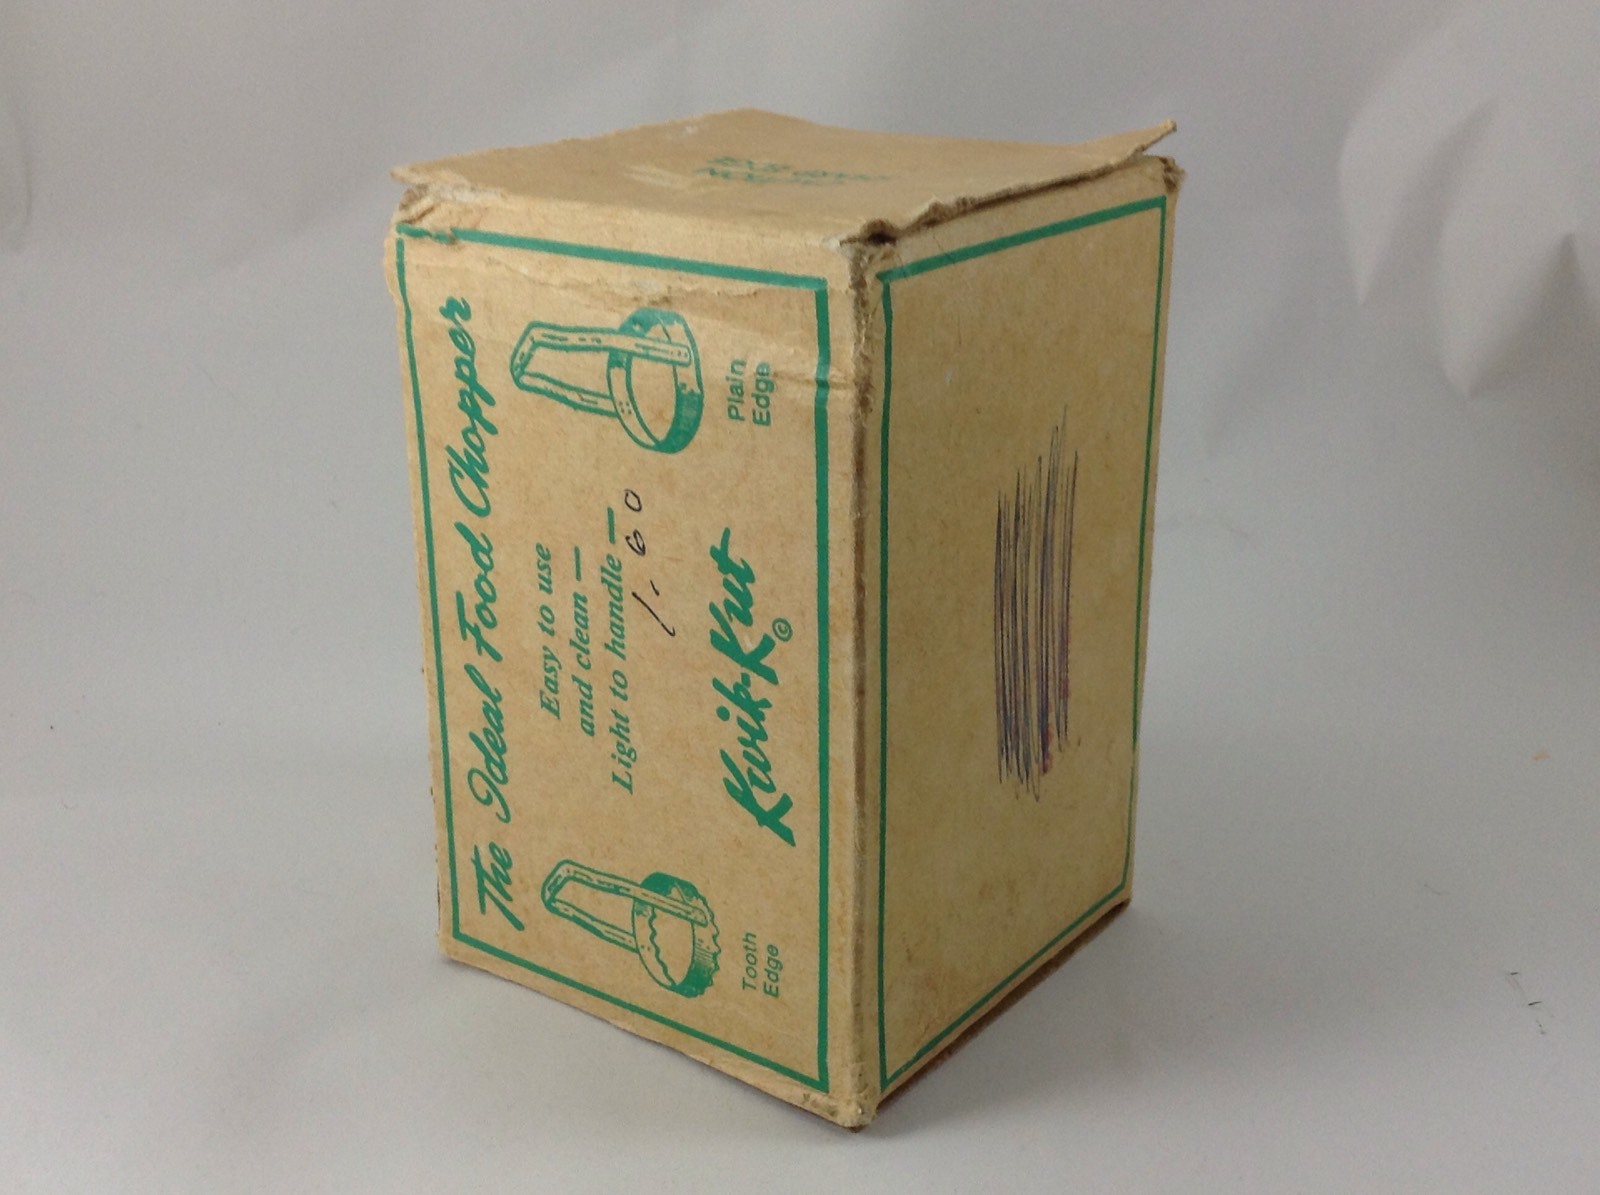 The Ideal Food Chopper
Easy to use
and clean —
Light to handle —
1.60
Kwik-Kut ©
Tooth
Edge
Plain
Edge